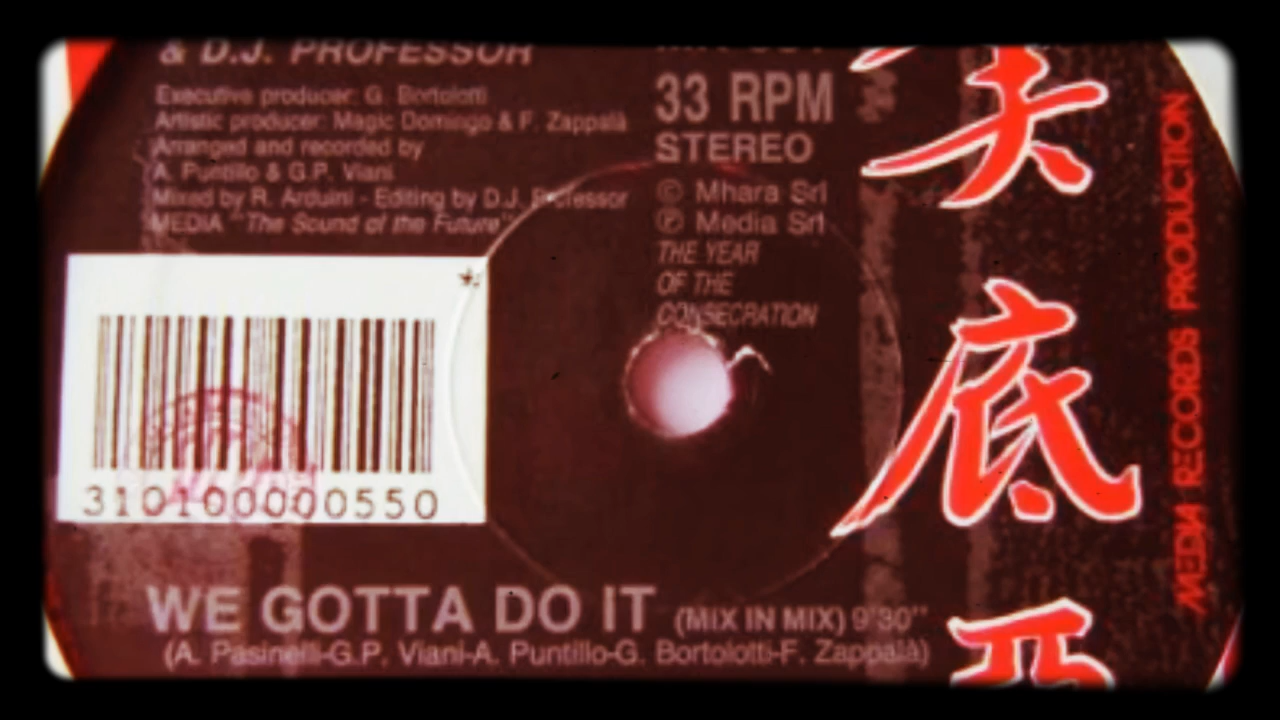 & D.J. PROFESSOR
Executive producer: G. Bortolotti
Artistic producer: Magic Domingo & F. Zappalà
Arranged and recorded by
A. Puntillo & G.P. Viani
Mixed by R. Arduini - Editing by D.J. Professor
MEDIA "The Sound of the Future"
33 RPM
STEREO
© Mhara Srl
℗ Media Srl
THE YEAR
OF THE
CONSECRATION
底
MEDIA RECORDS PRODUCTION
310100000550
WE GOTTA DO IT (MIX IN MIX) 9'30"
(A. Pasinelli-G.P. Viani-A. Puntillo-G. Bortolotti-F. Zappalà)